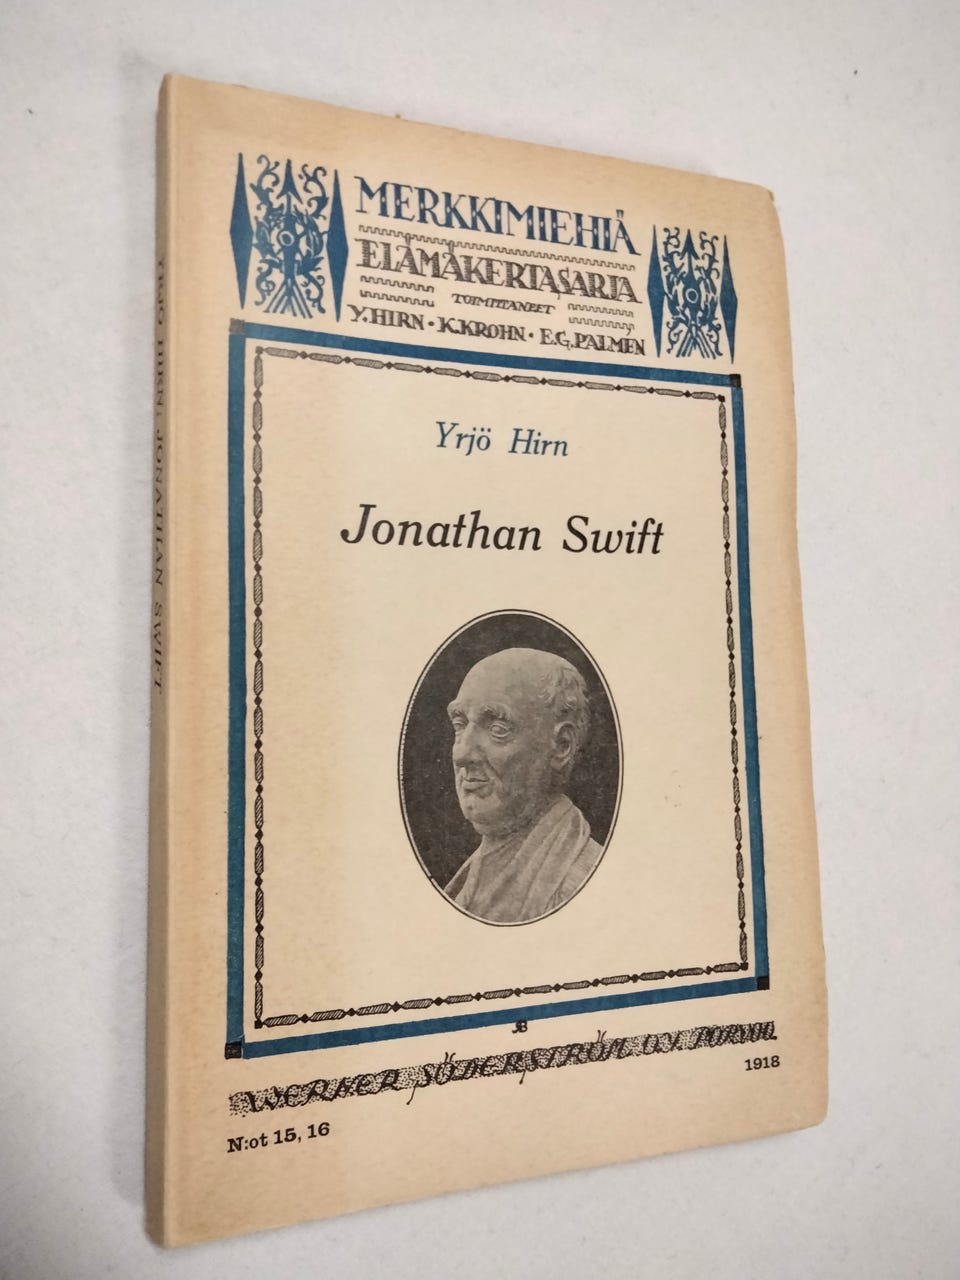 MERKKIMIEHIÄ
ELÄMÄKERTASARJA
TOIMITTANEET
Y. HIRN · K. KROHN · E. G. PALMÉN
Yrjö Hirn
Jonathan Swift
WERNER SÖDERSTRÖM O.Y. PORVOO
1918
N:ot 15, 16
YRJÖ HIRN: JONATHAN SWIFT